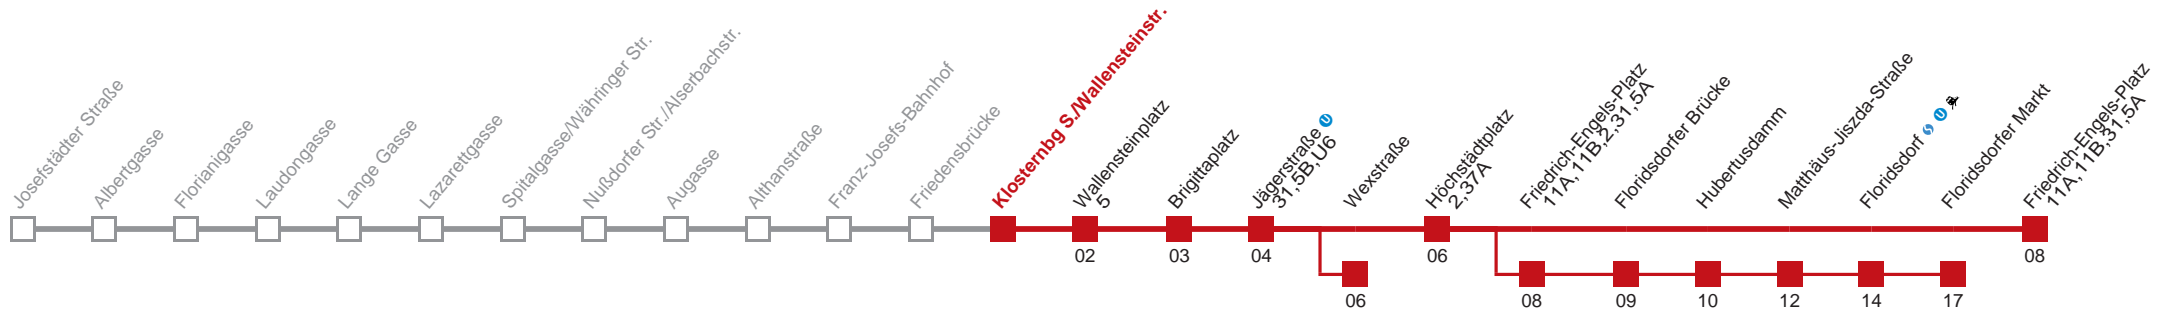 Josefstädter Straße
Albertgasse
Florianigasse
Laudongasse
Lange Gasse
Lazarettgasse
Spitalgasse/Währinger Str.
Nußdorfer Str./Alserbachstr.
Augasse
Althanstraße
Franz-Josefs-Bahnhof
Friedensbrücke
Klosternbg S./Wallensteinstr.
Wallensteinplatz
5
Brigittaplatz
Jägerstraße U
31,5B,U6
Wexstraße
Höchstädtplatz
2,37A
Friedrich-Engels-Platz
11A,11B,2,31,5A
Floridsdorfer Brücke
Hubertusdamm
Matthäus-Jiszda-Straße
Floridsdorf S U
Floridsdorfer Markt
Friedrich-Engels-Platz
11A,11B,31,5A
02
03
04
06
08
06
08
09
10
12
14
17